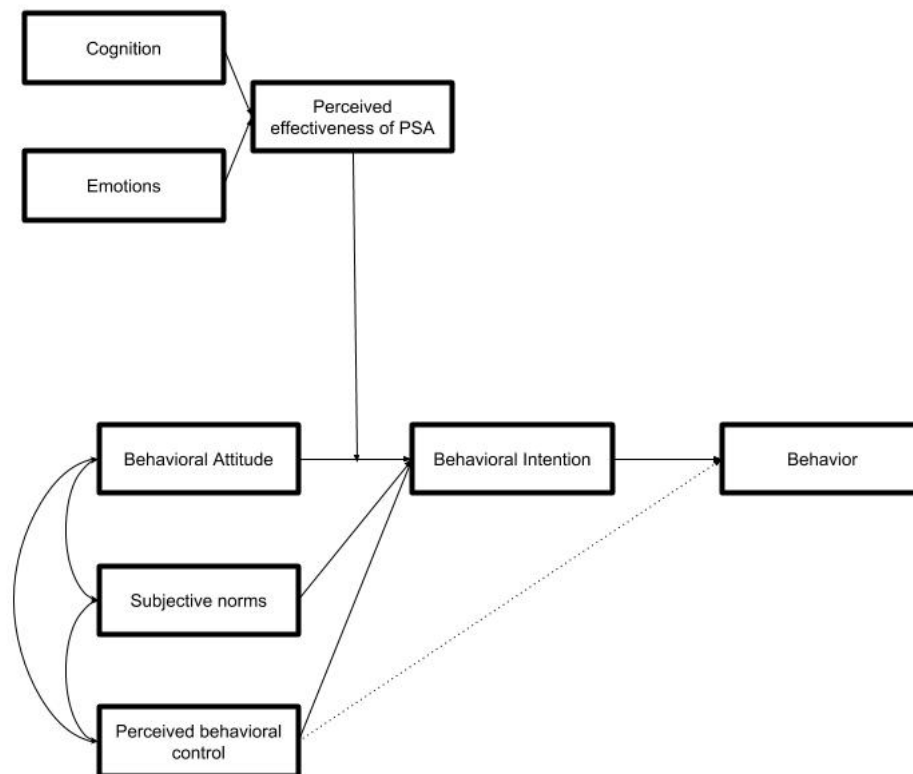 Cognition
Perceived
effectiveness of PSA
Emotions
Behavioral Attitude
Behavioral Intention
Behavior
Subjective norms
Perceived behavioral
control